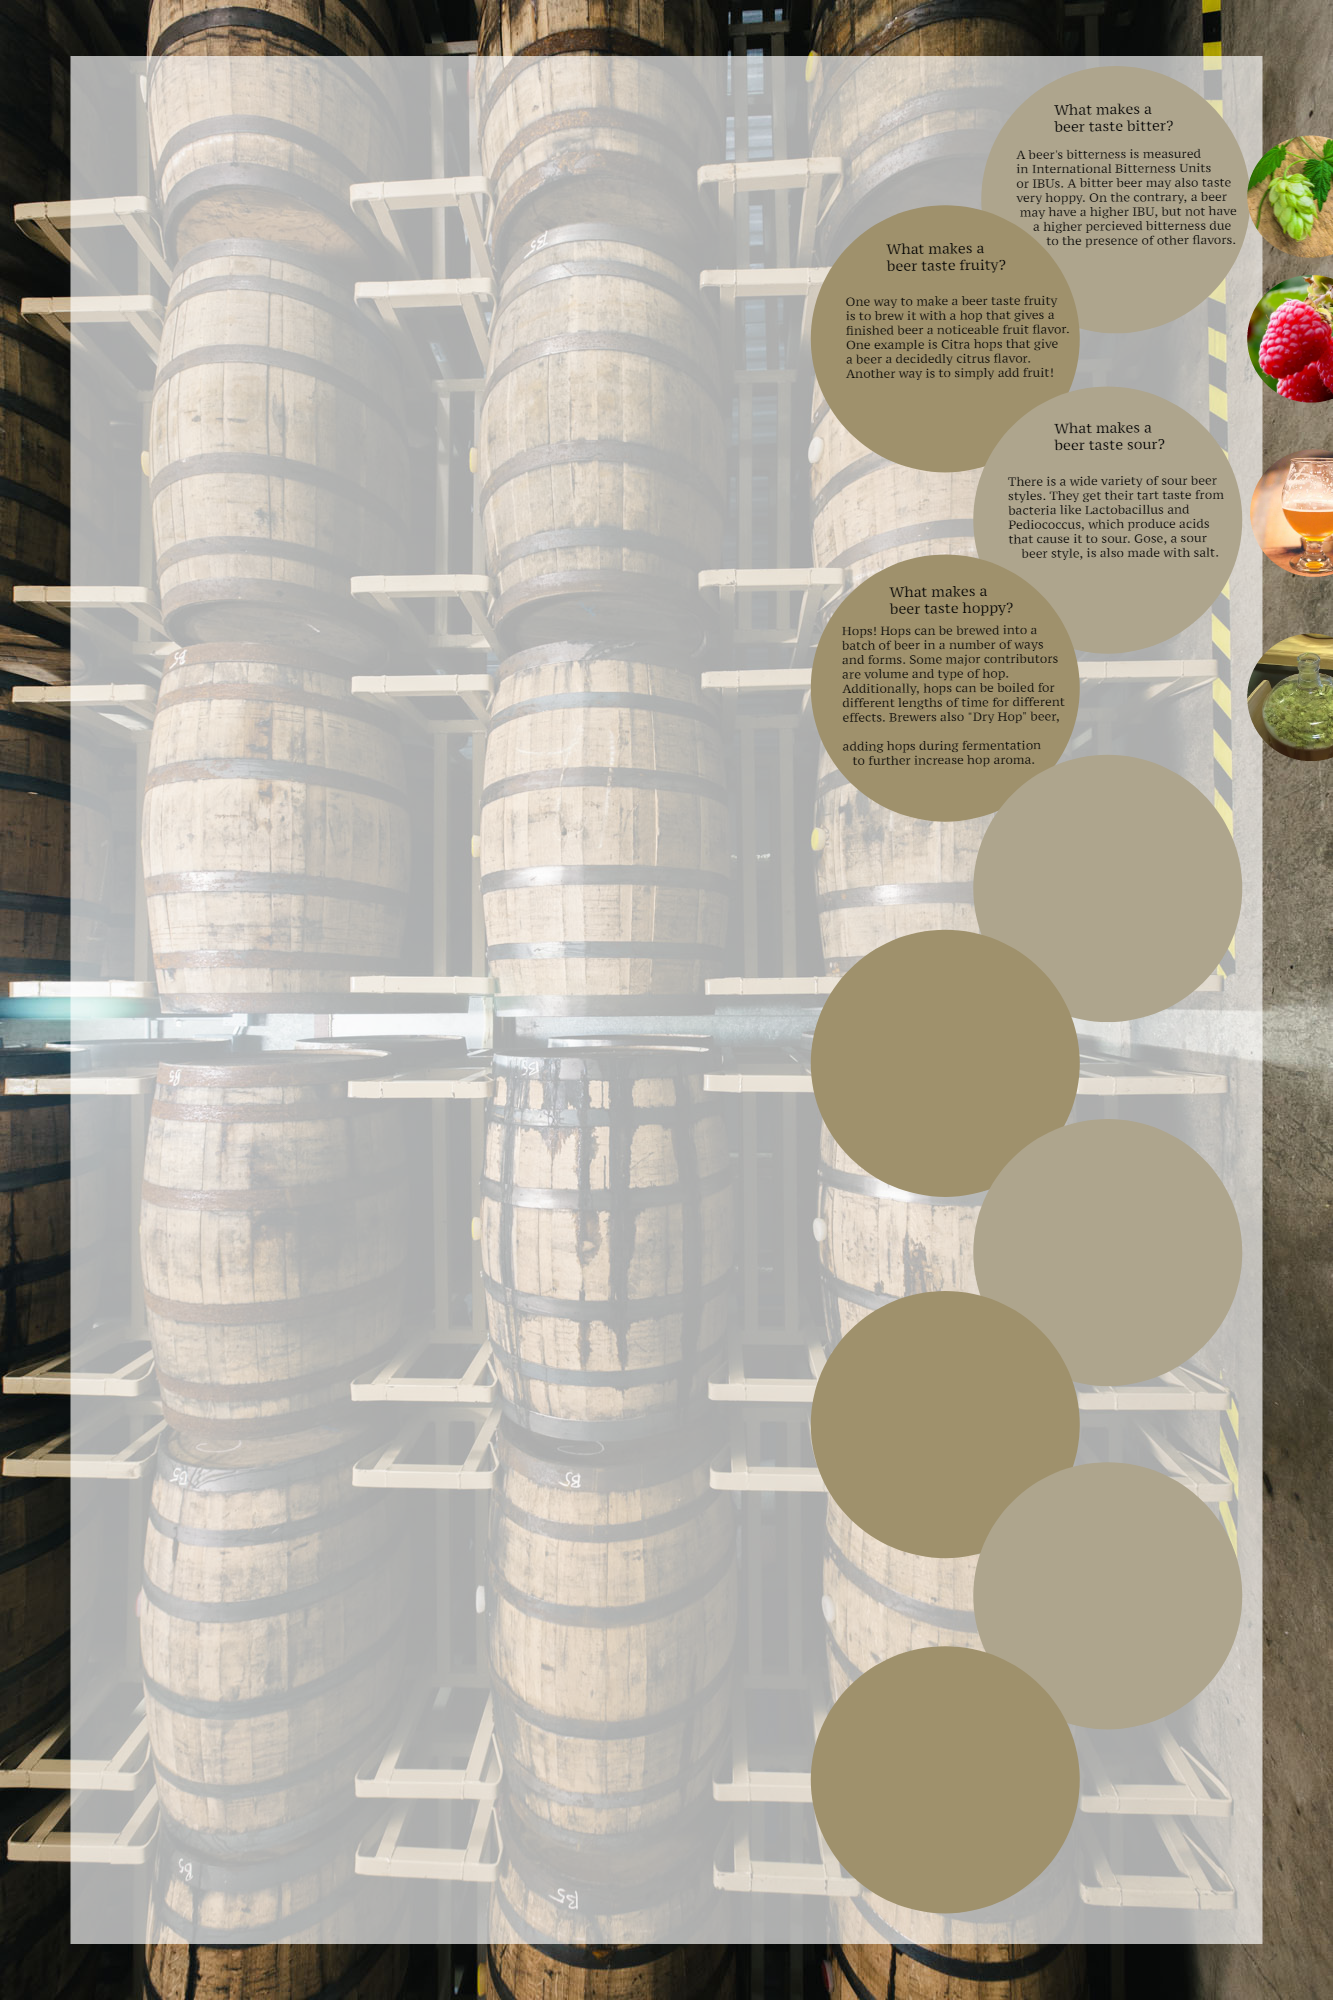 What makes a
beer taste bitter?
A beer's bitterness is measured
in International Bitterness Units
or IBUs. A bitter beer may also taste
very hoppy. On the contrary, a beer
may have a higher IBU, but not have
a higher percieved bitterness due
to the presence of other flavors.
What makes a
beer taste fruity?
One way to make a beer taste fruity
is to brew it with a hop that gives a
finished beer a noticeable fruit flavor.
One example is Citra hops that give
a beer a decidedly citrus flavor.
Another way is to simply add fruit!
What makes a
beer taste sour?
There is a wide variety of sour beer
styles. They get their tart taste from
bacteria like Lactobacillus and
Pediococcus, which produce acids
that cause it to sour. Gose, a sour
beer style, is also made with salt.
What makes a
beer taste hoppy?
Hops! Hops can be brewed into a
batch of beer in a number of ways
and forms. Some major contributors
are volume and type of hop.
Additionally, hops can be boiled for
different lengths of time for different
effects. Brewers also "Dry Hop" beer,
adding hops during fermentation
to further increase hop aroma.
B5
B5
B5
B5
B5
B5
B5
B5